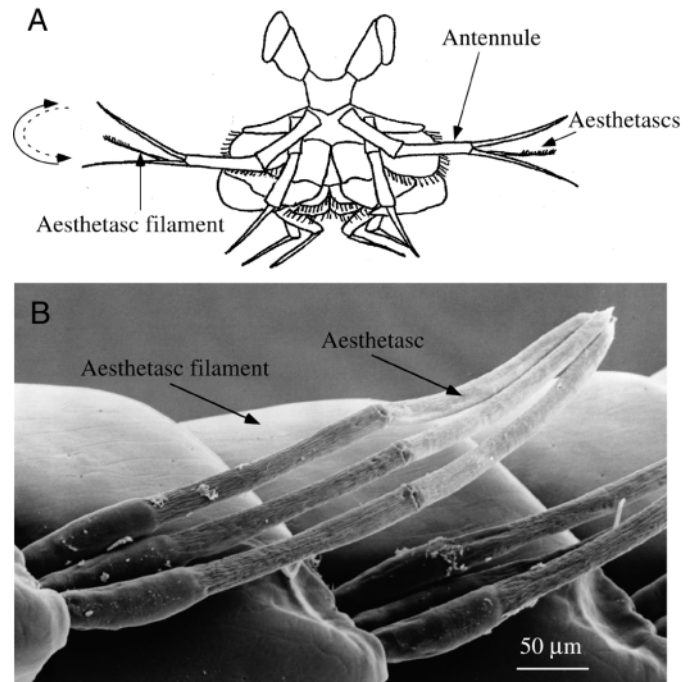 A
Antennule
Aesthetascs
Aesthetasc filament
B
Aesthetasc
Aesthetasc filament
50 µm